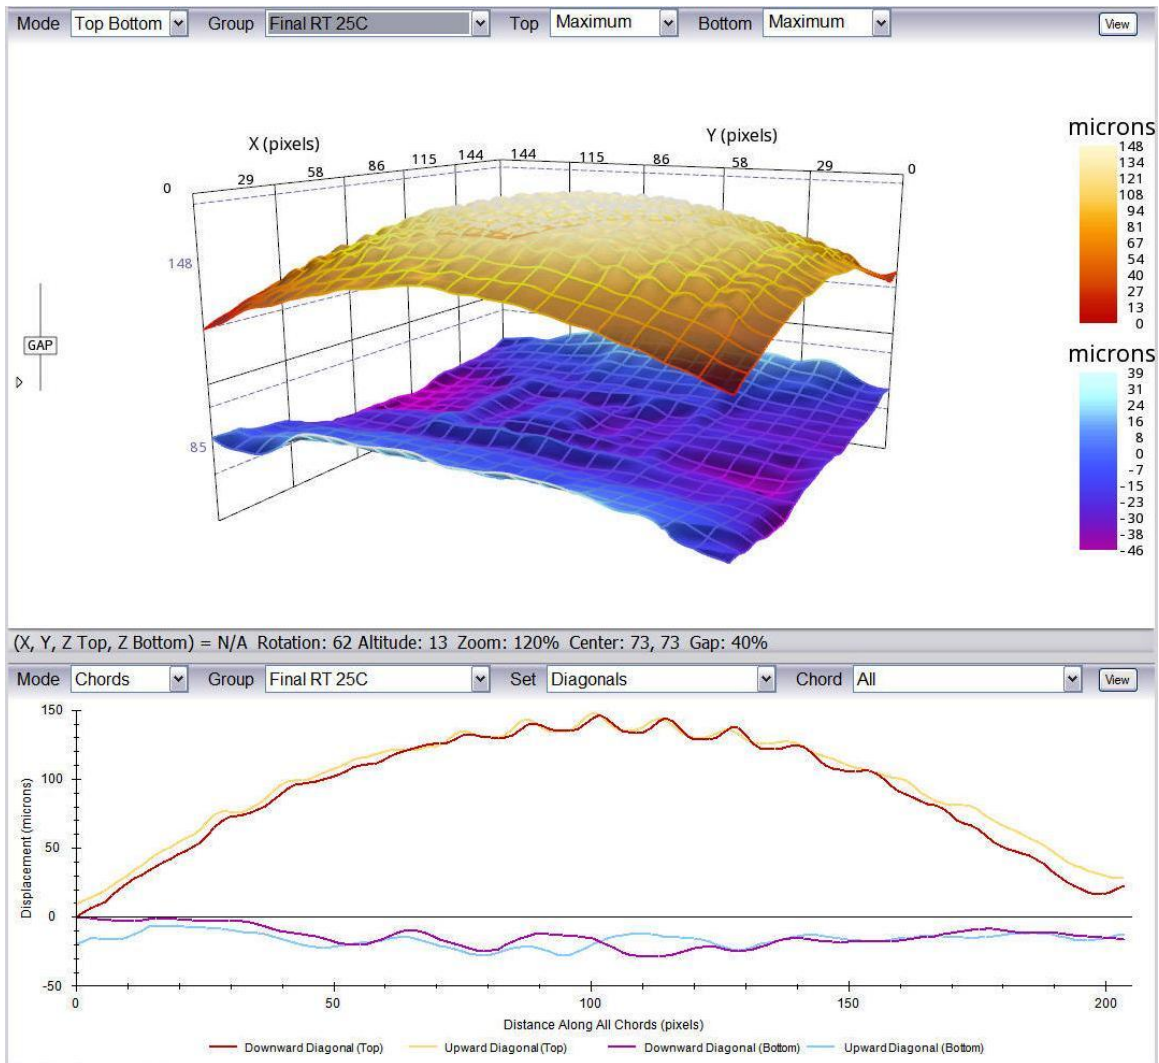 Mode Top Bottom Group Final RT 25C Top Maximum Bottom Maximum View
X (pixels) Y (pixels)
0 29 58 86 115 144 144 115 86 58 29 0
148
85
GAP
microns
148
134
121
108
94
81
67
54
40
27
13
0
microns
39
31
24
16
8
0
-7
-15
-22
-30
-38
-46
(X, Y, Z Top, Z Bottom) = N/A Rotation: 62 Altitude: 13 Zoom: 120% Center: 73, 73 Gap: 40%
Mode Chords Group Final RT 25C Set Diagonals Chord All View
Displacement (microns)
150
100
50
0
-50
0 50 100 150 200
Distance Along All Chords (pixels)
Downward Diagonal (Top) Upward Diagonal (Top) Downward Diagonal (Bottom) Upward Diagonal (Bottom)